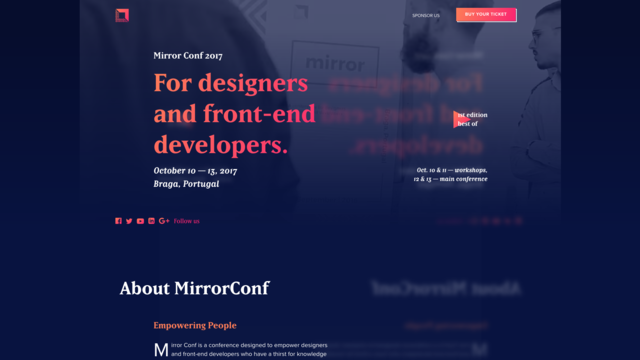 SPONSOR US
BUY YOUR TICKET
Mirror Conf 2017
mirror
For designers
and front-end
developers.
1st edition
best of
October 10 — 13, 2017
Braga, Portugal
Oct. 10 & 11 — workshops,
12 & 13 — main conference
Follow us
About MirrorConf
Empowering People
Mirror Conf is a conference designed to empower designers
and front-end developers who have a thirst for knowledge